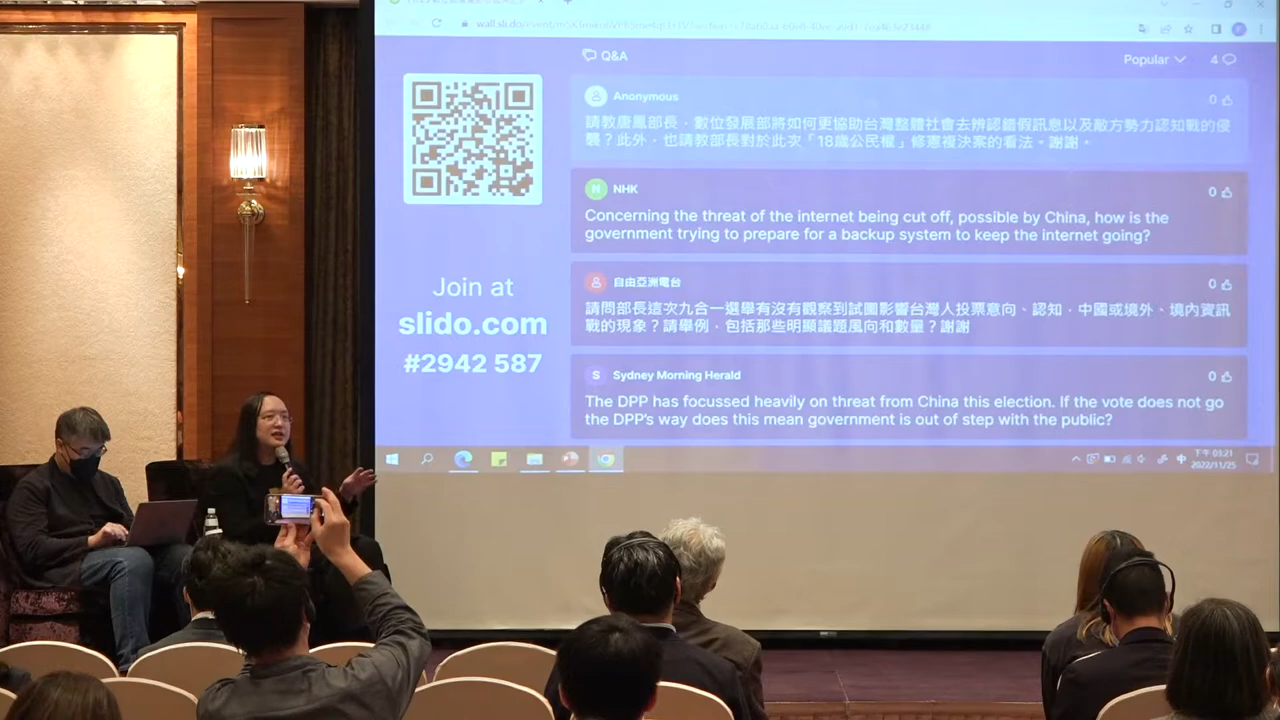 Q&A
Popular
4
Join at
slido.com
#2942 587
Anonymous
0
請教唐鳳部長，數位發展部將如何更協助台灣整體社會去辨認錯假訊息以及敵方勢力認知戰的侵
襲？此外，也請教部長對於此次「18歲公民權」修憲複決案的看法。謝謝。
N
NHK
0
Concerning the threat of the internet being cut off, possible by China, how is the
government trying to prepare for a backup system to keep the internet going?
自由亞洲電台
0
請問部長這次九合一選舉有沒有觀察到試圖影響台灣人投票意向、認知，中國或境外、境內資訊
戰的現象？請舉例，包括那些明顯議題風向和數量？謝謝
S
Sydney Morning Herald
0
The DPP has focussed heavily on threat from China this election. If the vote does not go
the DPP's way does this mean government is out of step with the public?
中
下午 03:21
2022/11/25